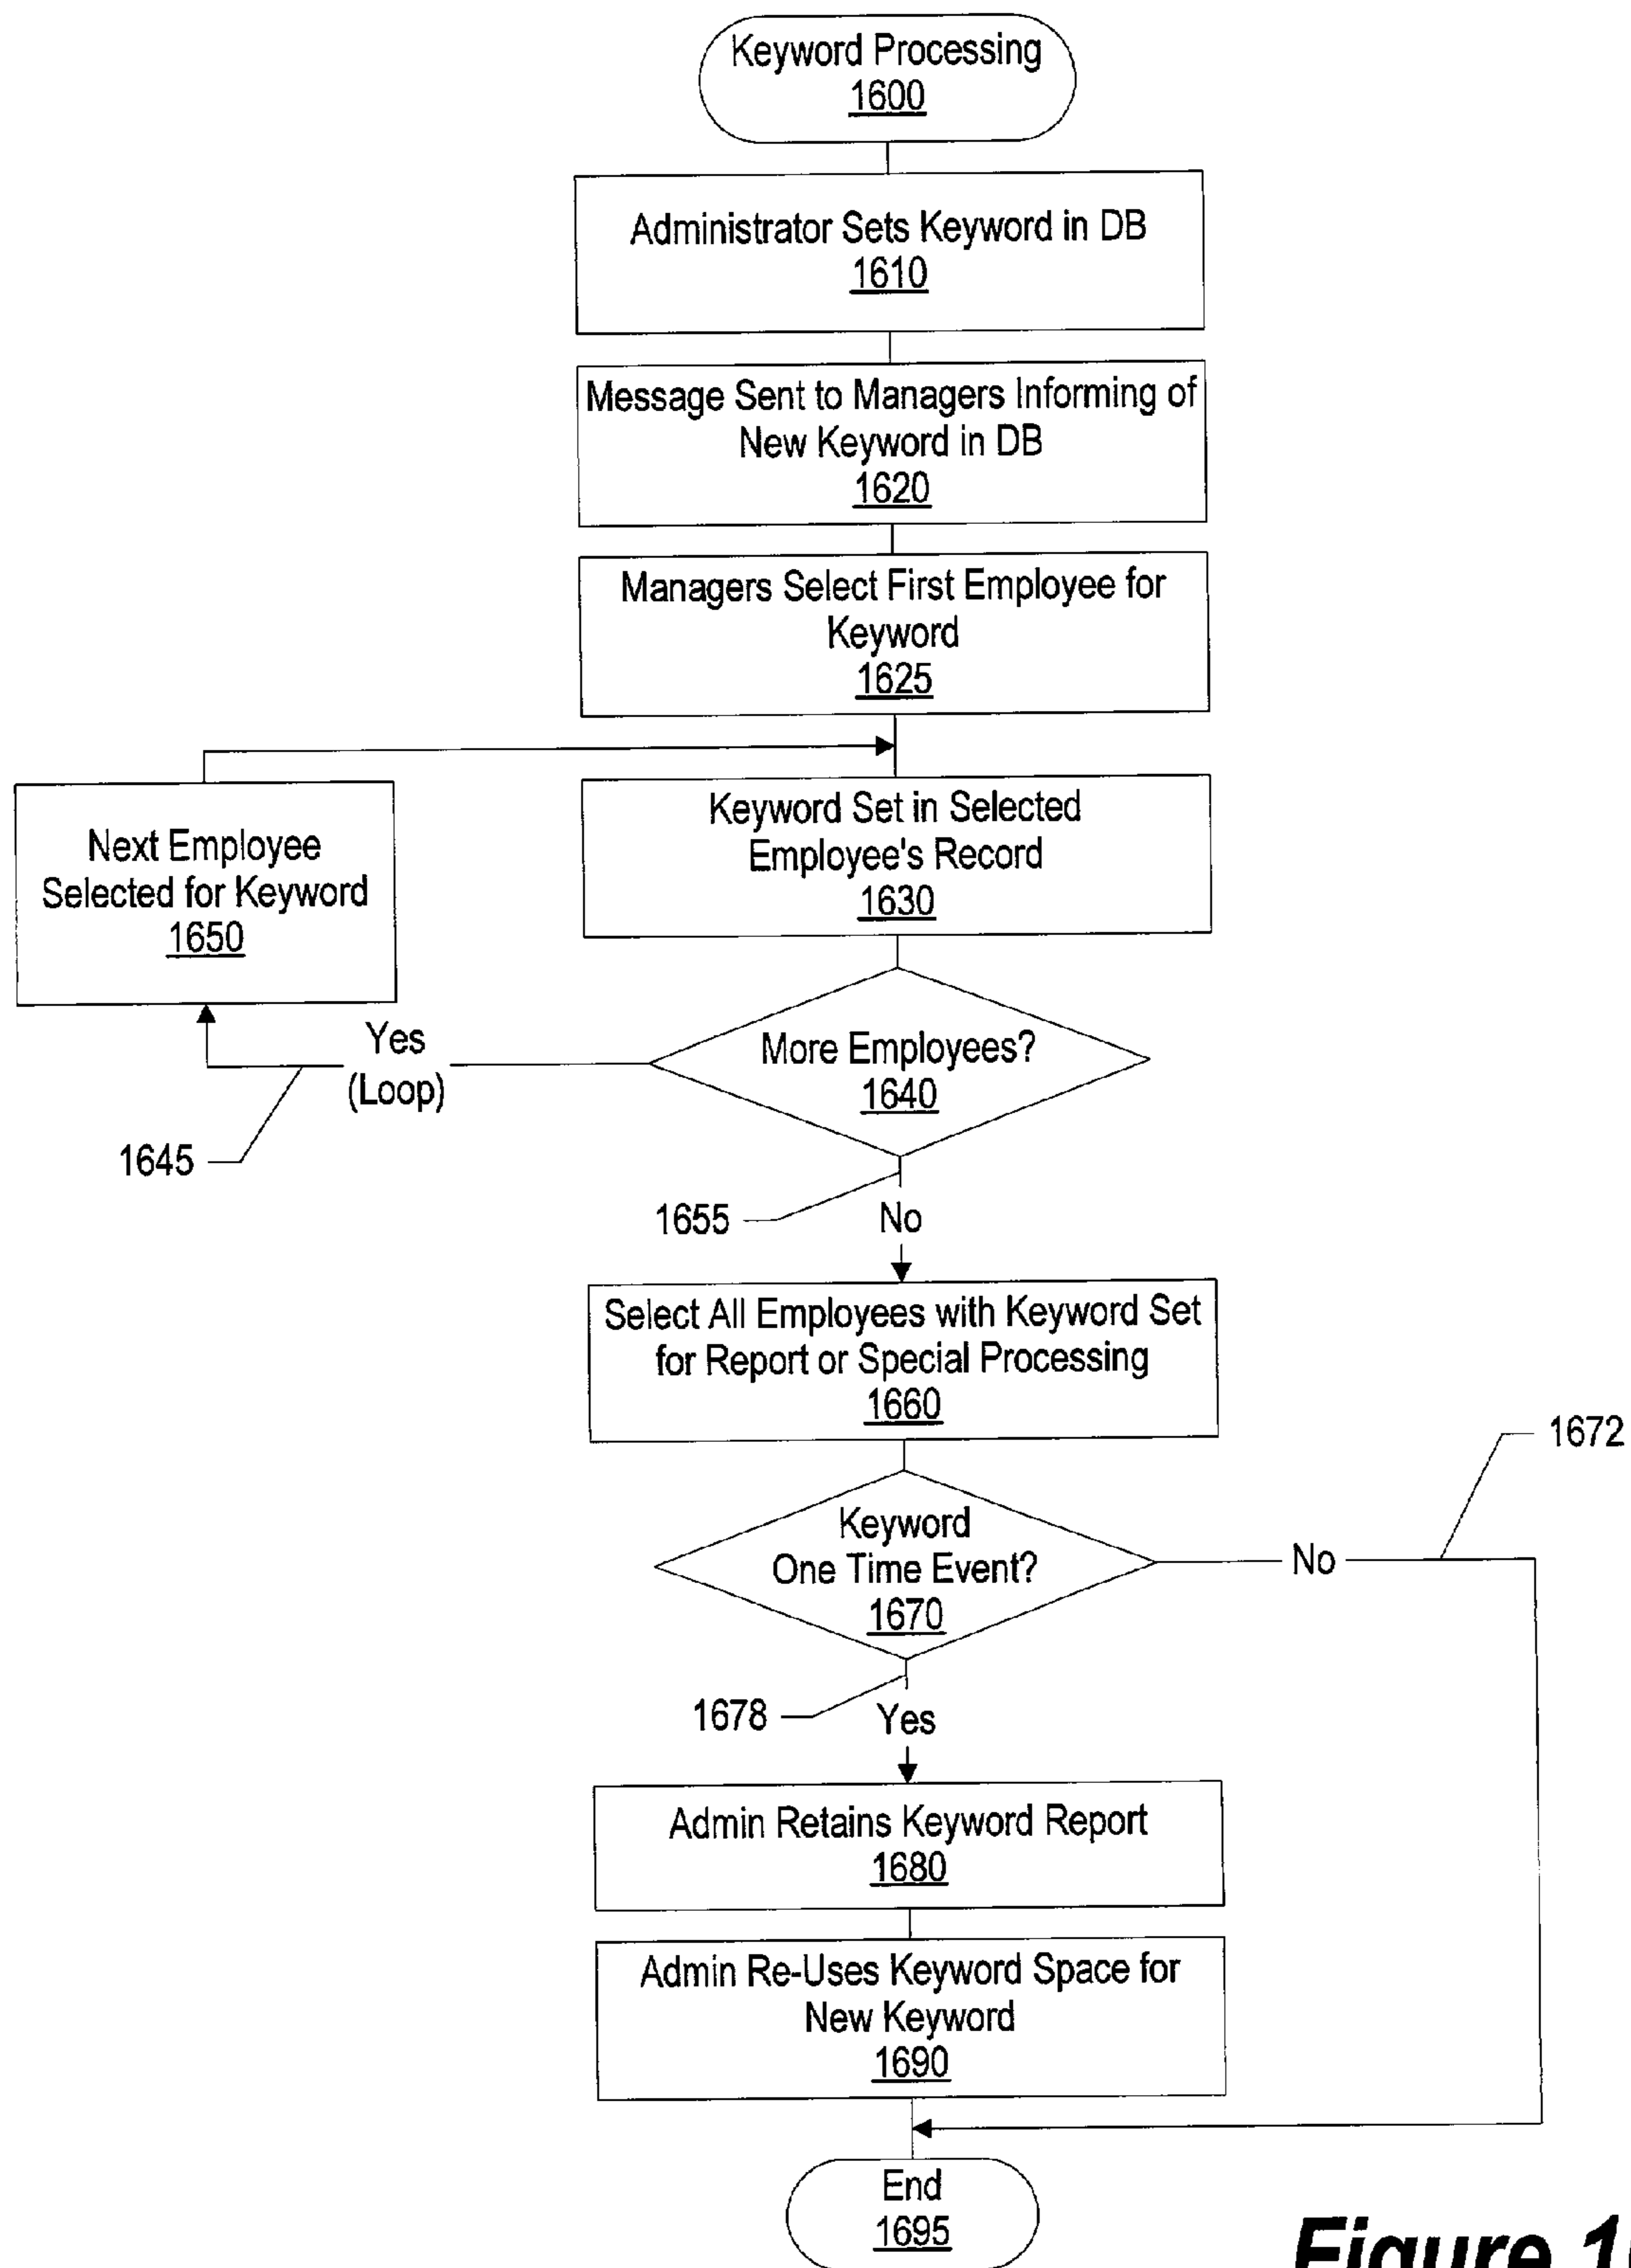 Keyword Processing
1600
Administrator Sets Keyword in DB
1610
Message Sent to Managers Informing of
New Keyword in DB
1620
Managers Select First Employee for
Keyword
1625
Keyword Set in Selected
Employee's Record
1630
Next Employee
Selected for Keyword
1650
More Employees?
1640
Yes
(Loop)
1645
1655
No
Select All Employees with Keyword Set
for Report or Special Processing
1660
1672
Keyword
One Time Event?
1670
No
1678
Yes
Admin Retains Keyword Report
1680
Admin Re-Uses Keyword Space for
New Keyword
1690
End
1695
Figure